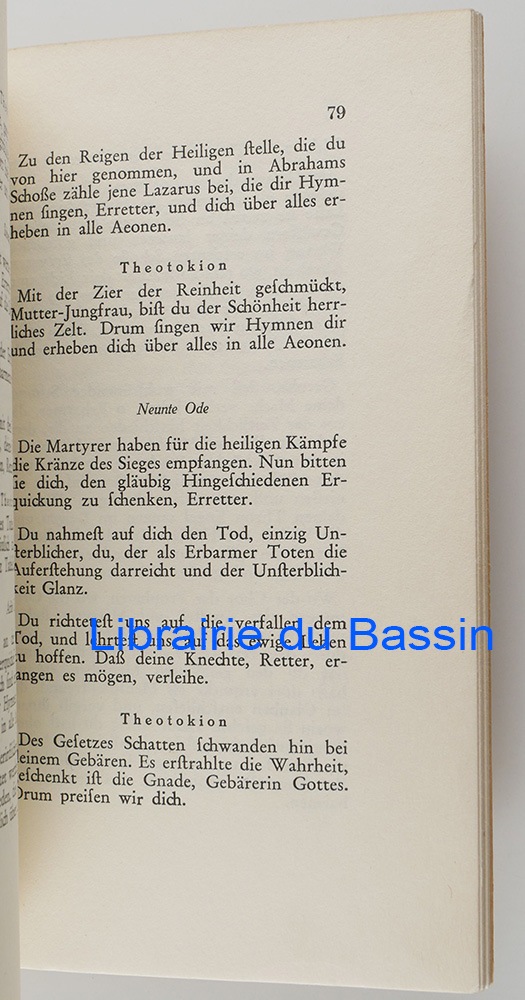 79
Zu den Reigen der Heiligen ſtelle, die du
von hier genommen, und in Abrahams
Schoße zähle jene Lazarus bei, die dir Hym-
nen ſingen, Erretter, und dich über alles er-
heben in alle Aeonen.
Theotokion
Mit der Zier der Reinheit geſchmückt,
Mutter-Jungfrau, biſt du der Schönheit herr-
liches Zelt. Drum ſingen wir Hymnen dir
und erheben dich über alles in alle Aeonen.
Neunte Ode
Die Martyrer haben für die heiligen Kämpfe
die Kränze des Sieges empfangen. Nun bitten
ſie dich, den gläubig Hingeſchiedenen Er-
quickung zu ſchenken, Erretter.
Du nahmeſt auf dich den Tod, einzig Un-
ſterblicher, du, der als Erbarmer Toten die
Auferſtehung darreicht und der Unſterblich-
keit Glanz.
Du richteteſt uns auf, die verfallen dem
Tod, und lehrteſt uns, auf das ewige Leben
zu hoffen. Daß deine Knechte, Retter, er-
langen es mögen, verleihe.
Librairie du Bassin
Theotokion
Des Geſetzes Schatten ſchwanden hin bei
deinem Gebären. Es erſtrahlte die Wahrheit,
geſchenkt iſt die Gnade, Gebärerin Gottes.
Drum preiſen wir dich.